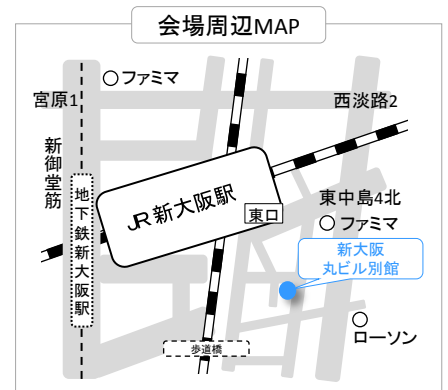 会場周辺MAP
ファミマ
宮原1
西淡路2
新御堂筋
JR新大阪駅
地下鉄新大阪駅
東口
東中島4北
ファミマ
新大阪
丸ビル別館
ローソン
歩道橋